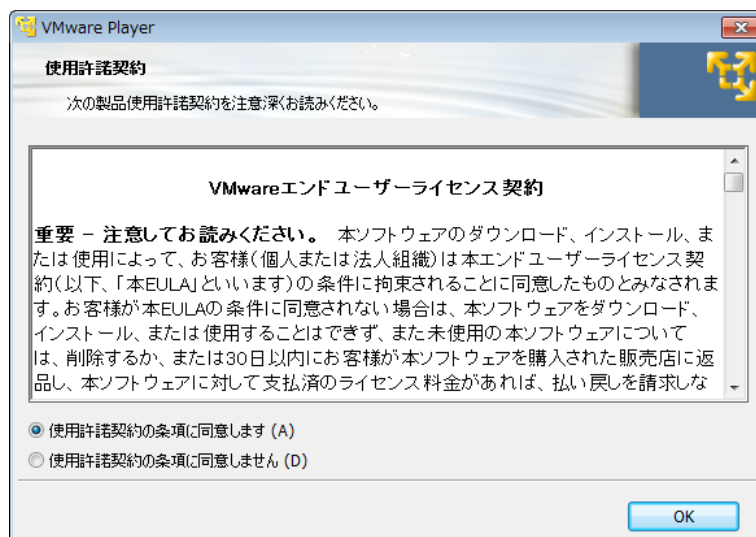 VMware Player
使用許諾契約
次の製品使用許諾契約を注意深くお読みください。
VMwareエンドユーザーライセンス契約
重要 – 注意してお読みください。 本ソフトウェアのダウンロード、インストール、ま
たは使用によって、お客様(個人または法人組織)は本エンドユーザーライセンス契
約(以下、「本EULA」といいます)の条件に拘束されることに同意したものとみなされま
す。お客様が本EULAの条件に同意されない場合は、本ソフトウェアをダウンロード、
インストール、または使用することはできず、また未使用の本ソフトウェアについて
は、削除するか、または30日以内にお客様が本ソフトウェアを購入された販売店に返
品し、本ソフトウェアに対して支払済のライセンス料金があれば、払い戻しを請求しな
使用許諾契約の条項に同意します (A)
使用許諾契約の条項に同意しません (D)
OK